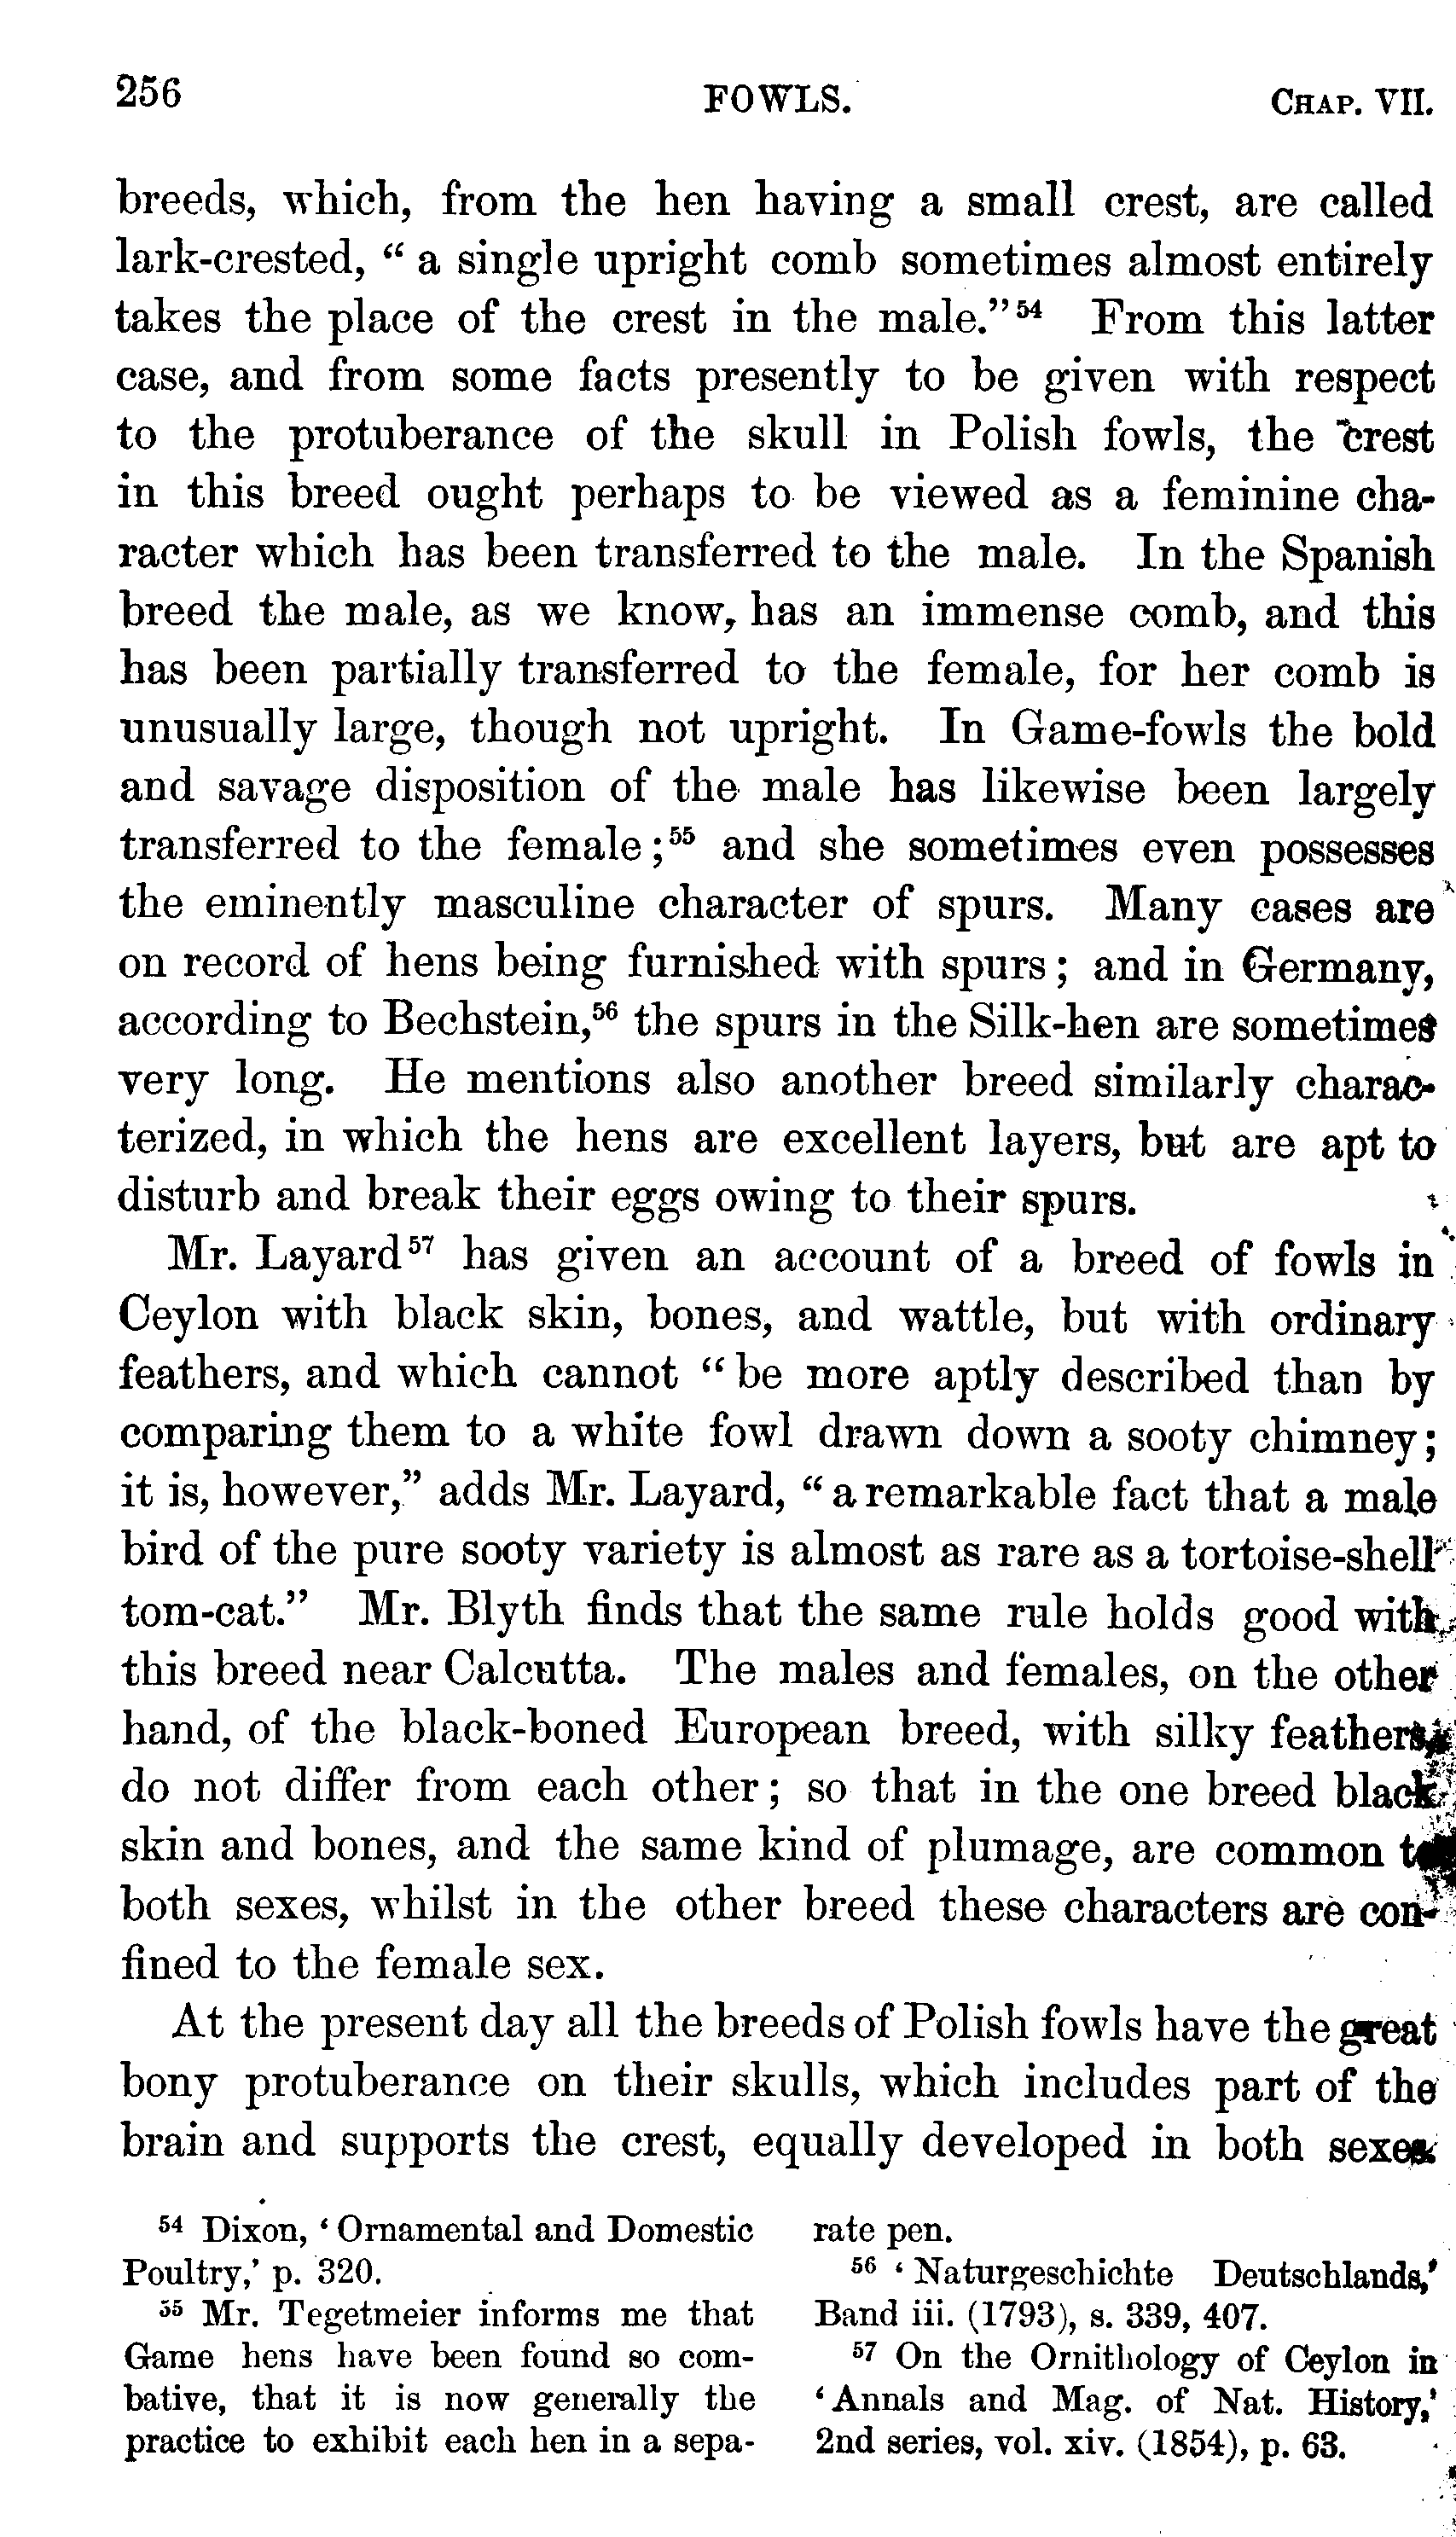 256 FOWLS. CHAP. VII.
breeds, which, from the hen having a small crest, are called
lark-crested, “a single upright comb sometimes almost entirely
takes the place of the crest in the male.”⁵⁴ From this latter
case, and from some facts presently to be given with respect
to the protuberance of the skull in Polish fowls, the crest
in this breed ought perhaps to be viewed as a feminine cha-
racter which has been transferred to the male. In the Spanish
breed the male, as we know, has an immense comb, and this
has been partially transferred to the female, for her comb is
unusually large, though not upright. In Game-fowls the bold
and savage disposition of the male has likewise been largely
transferred to the female;⁵⁵ and she sometimes even possesses
the eminently masculine character of spurs. Many cases are
on record of hens being furnished with spurs; and in Germany,
according to Bechstein,⁵⁶ the spurs in the Silk-hen are sometimes
very long. He mentions also another breed similarly charac-
terized, in which the hens are excellent layers, but are apt to
disturb and break their eggs owing to their spurs.
Mr. Layard⁵⁷ has given an account of a breed of fowls in
Ceylon with black skin, bones, and wattle, but with ordinary
feathers, and which cannot “be more aptly described than by
comparing them to a white fowl drawn down a sooty chimney;
it is, however,” adds Mr. Layard, “a remarkable fact that a male
bird of the pure sooty variety is almost as rare as a tortoise-shell
tom-cat.” Mr. Blyth finds that the same rule holds good with
this breed near Calcutta. The males and females, on the other
hand, of the black-boned European breed, with silky feathers,
do not differ from each other; so that in the one breed black
skin and bones, and the same kind of plumage, are common to
both sexes, whilst in the other breed these characters are con-
fined to the female sex.
At the present day all the breeds of Polish fowls have the great
bony protuberance on their skulls, which includes part of the
brain and supports the crest, equally developed in both sexes.
⁵⁴ Dixon, ‘Ornamental and Domestic
Poultry,’ p. 320.
⁵⁵ Mr. Tegetmeier informs me that
Game hens have been found so com-
bative, that it is now generally the
practice to exhibit each hen in a sepa-
rate pen.
⁵⁶ ‘Naturgeschichte Deutschlands,’
Band iii. (1793), s. 339, 407.
⁵⁷ On the Ornithology of Ceylon in
‘Annals and Mag. of Nat. History,’
2nd series, vol. xiv. (1854), p. 63.